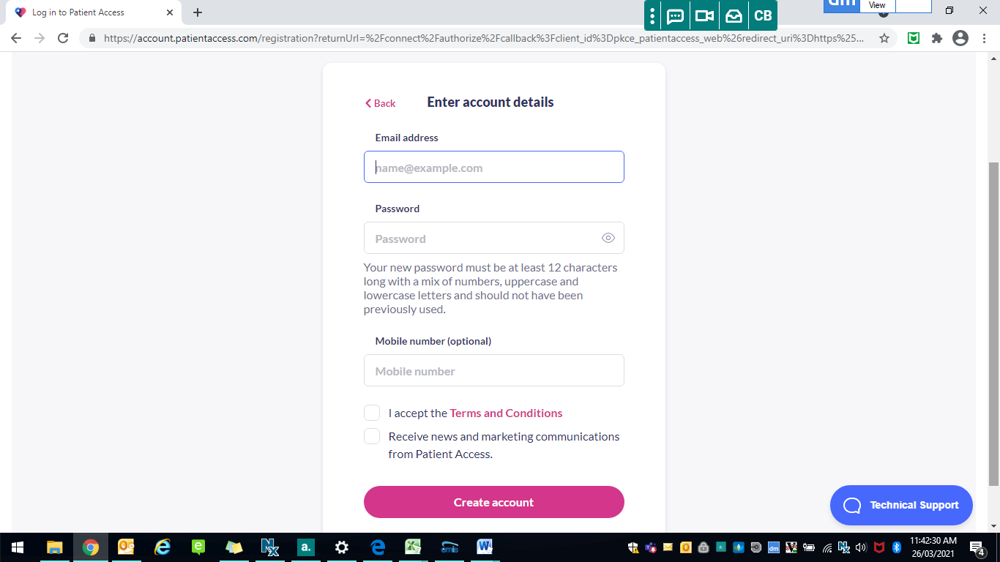 Log in to Patient Access
CB
dm
View
https://account.patientaccess.com/registration?returnUrl=%2Fconnect%2Fauthorize%2Fcallback%3Fclient_id%3Dpkce_patientaccess_web%26redirect_uri%3Dhttps%25...
Back
Enter account details
Email address
name@example.com
Password
Password
Your new password must be at least 12 characters
long with a mix of numbers, uppercase and
lowercase letters and should not have been
previously used.
Mobile number (optional)
Mobile number
I accept the Terms and Conditions
Receive news and marketing communications
from Patient Access.
Create account
Technical Support
a.
dm
11:42:30 AM
26/03/2021
4